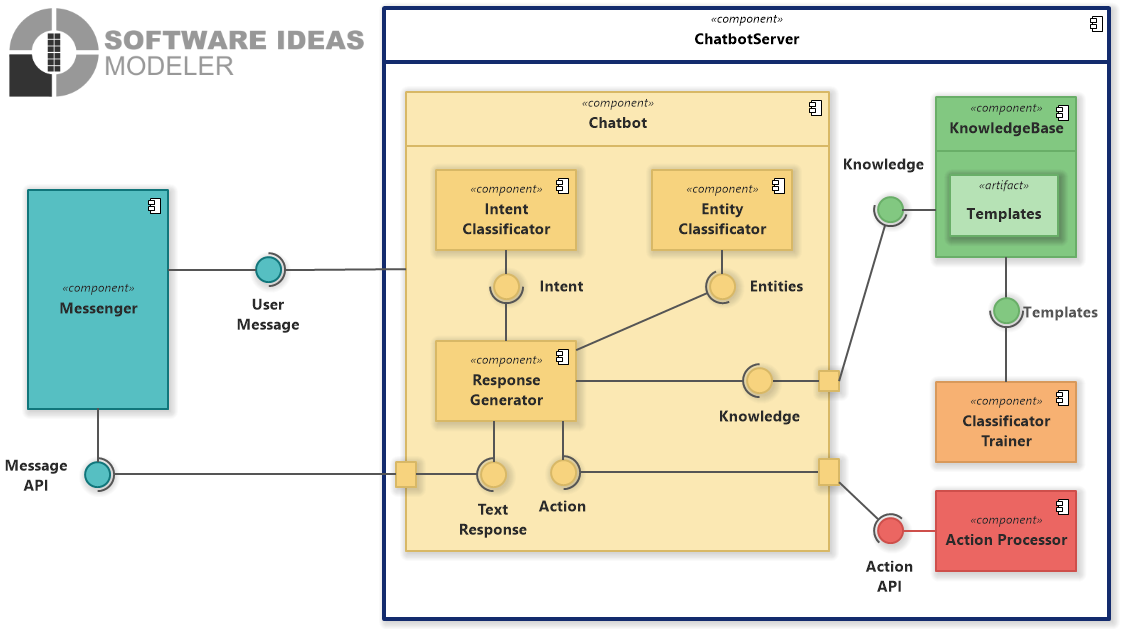 SOFTWARE IDEAS
MODELER
«component»
ChatbotServer
«component»
Chatbot
«component»
KnowledgeBase
«artifact»
Templates
Knowledge
«component»
Intent
Classificator
«component»
Entity
Classificator
«component»
Messenger
User
Message
Intent
Entities
Templates
«component»
Response
Generator
Knowledge
«component»
Classificator
Trainer
Message
API
Text
Response
Action
«component»
Action Processor
Action
API